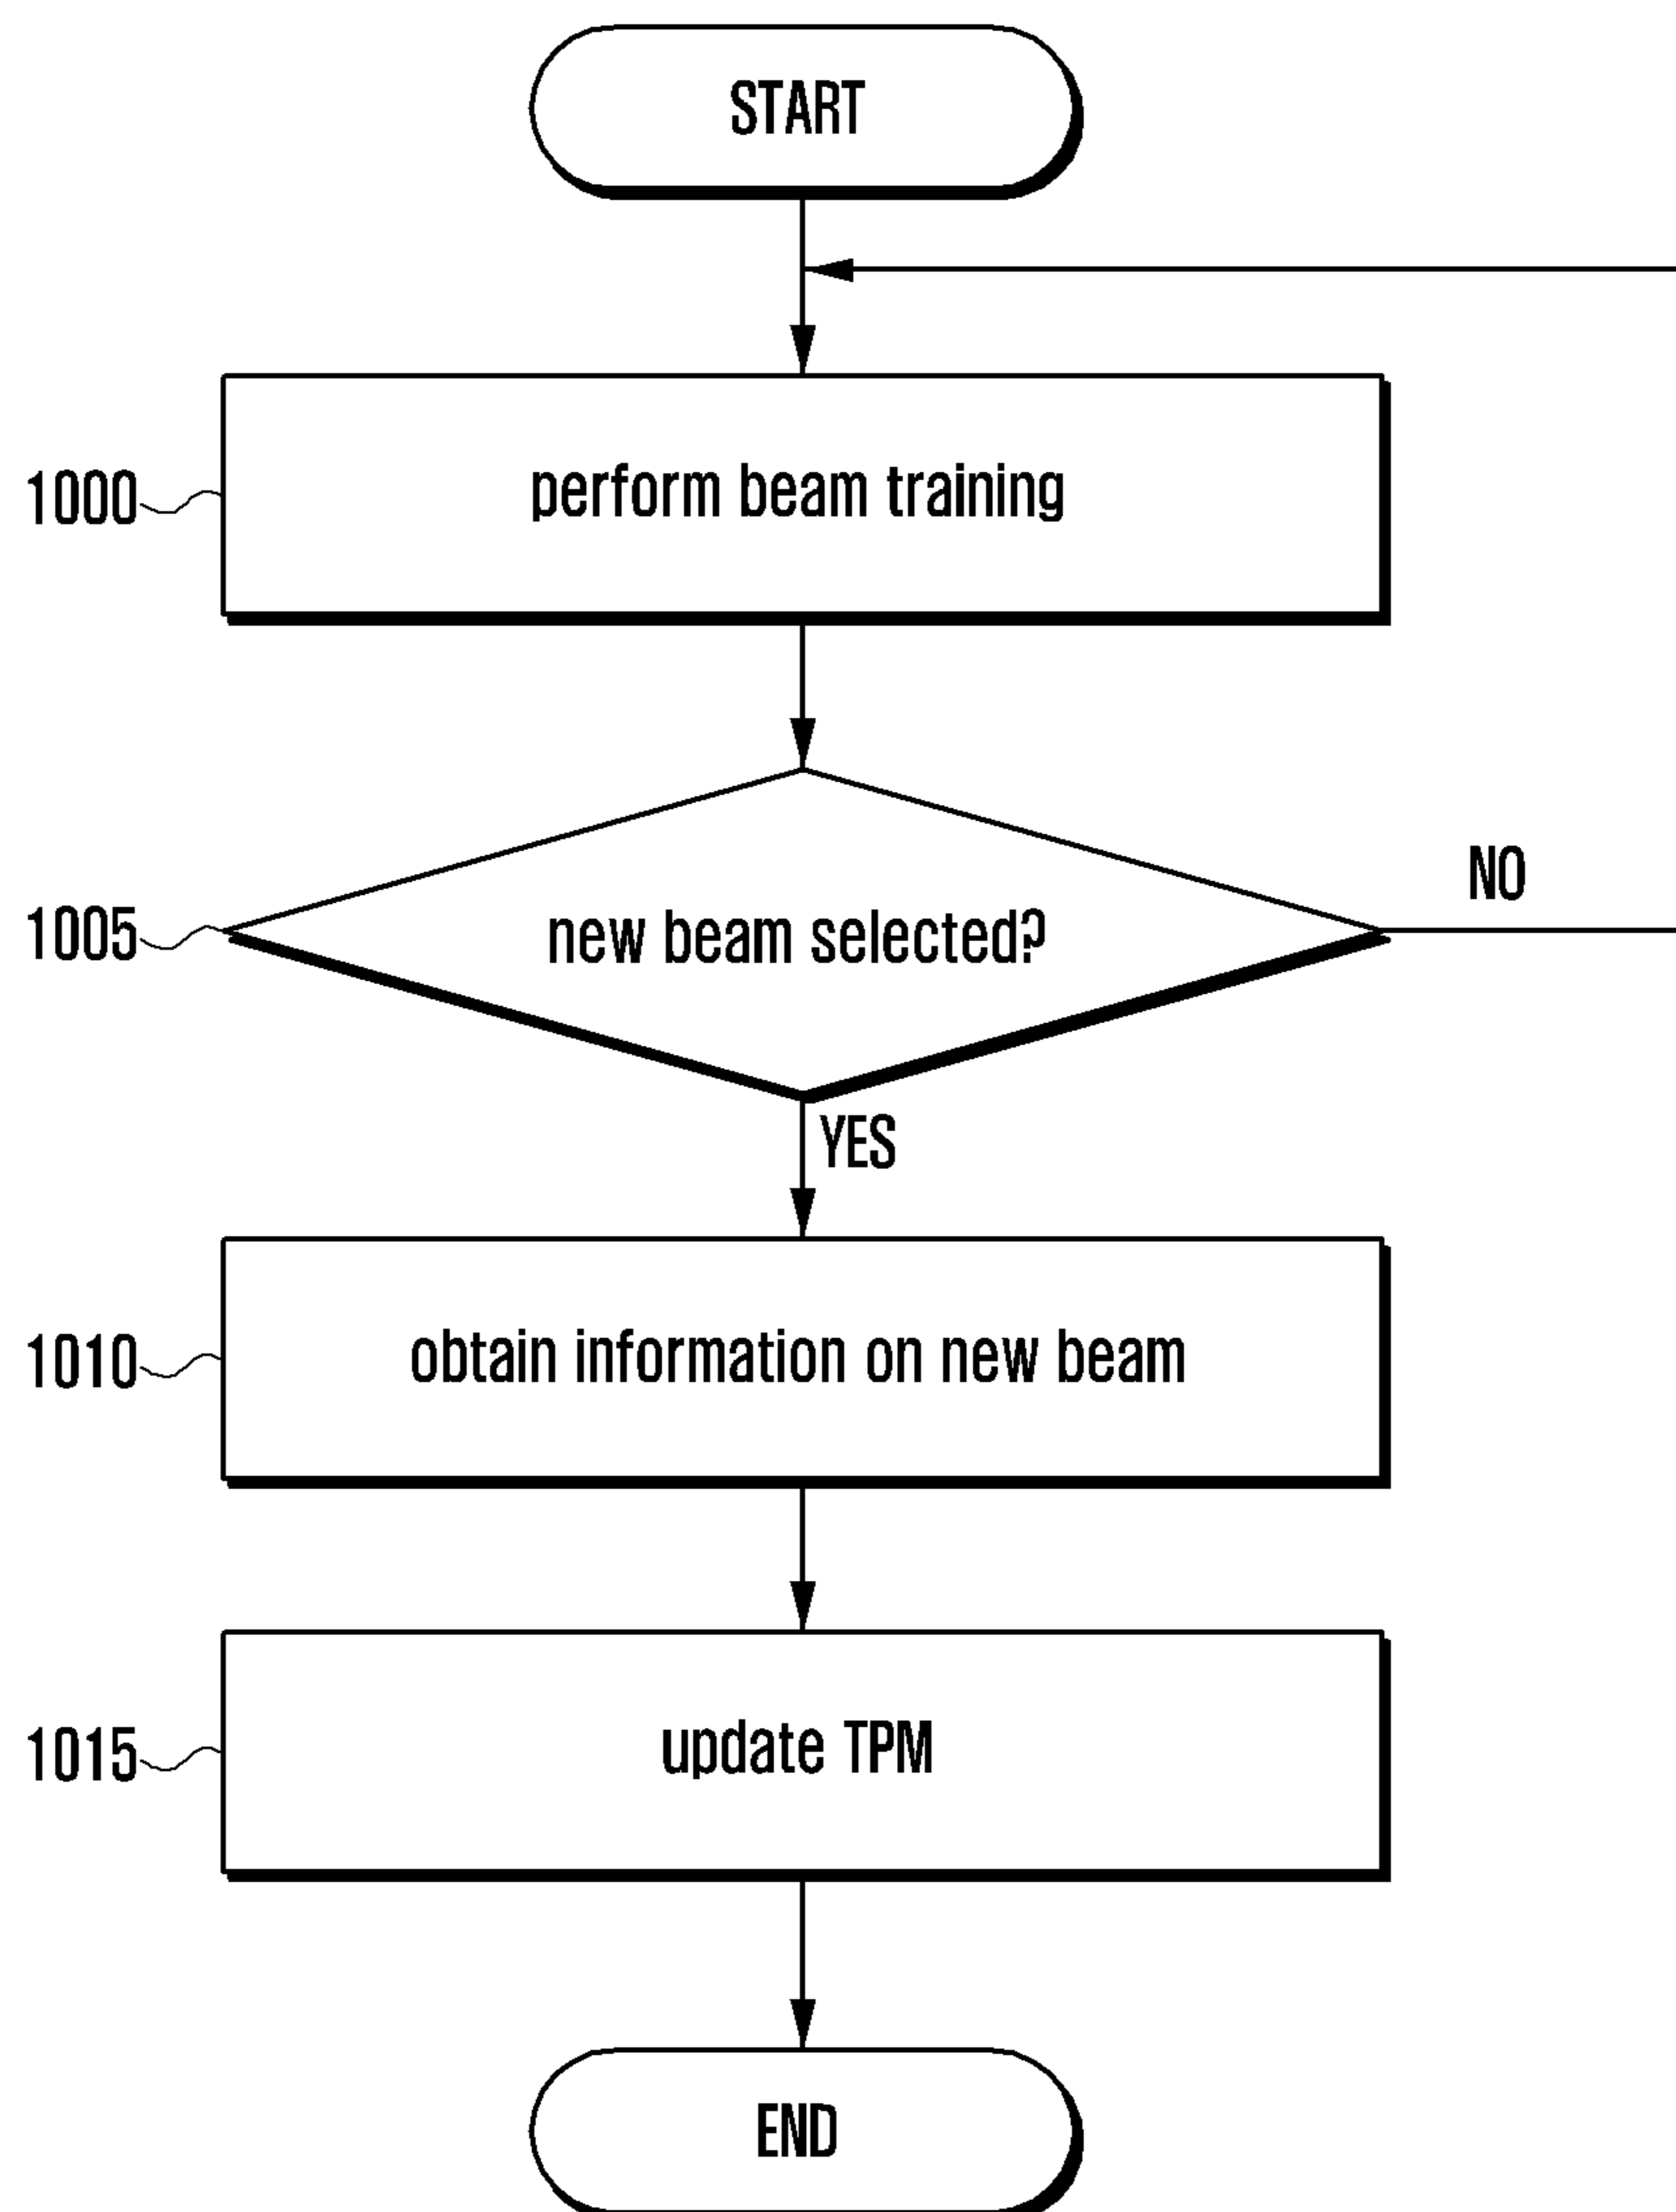 START
1000
perform beam training
1005
new beam selected?
NO
YES
1010
obtain information on new beam
1015
update TPM
END